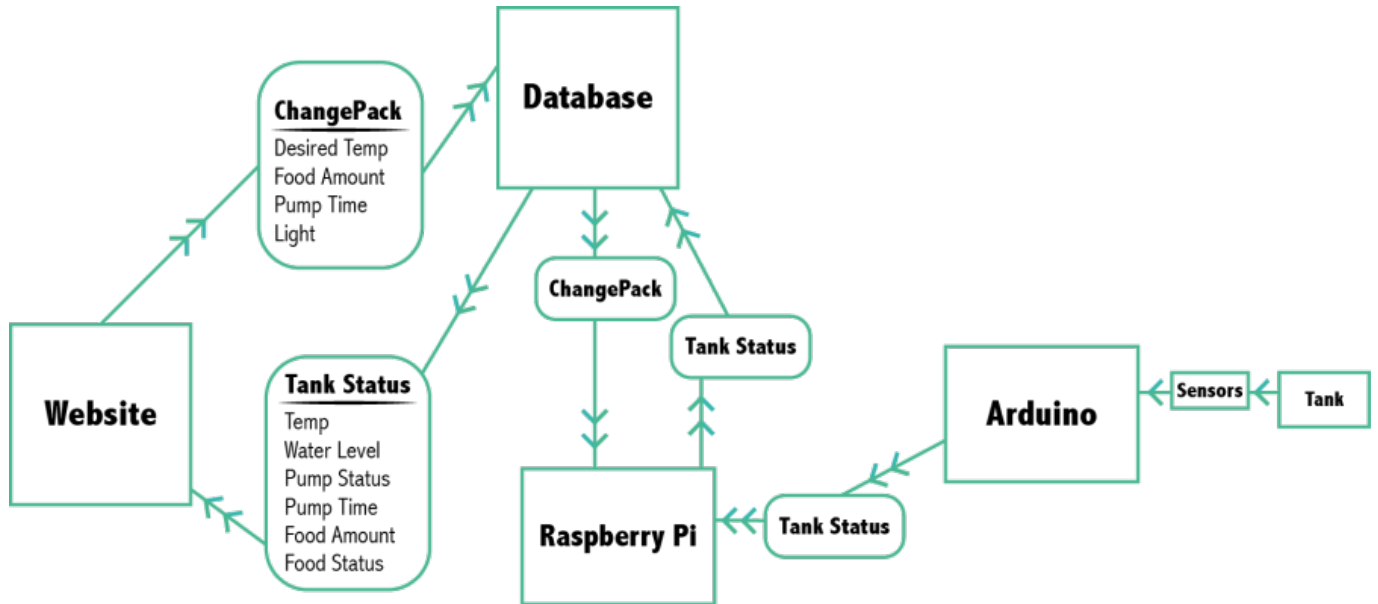 Database
ChangePack
Desired Temp
Food Amount
Pump Time
Light
ChangePack
Tank Status
Website
Tank Status
Temp
Water Level
Pump Status
Pump Time
Food Amount
Food Status
Arduino
Sensors
Tank
Raspberry Pi
Tank Status